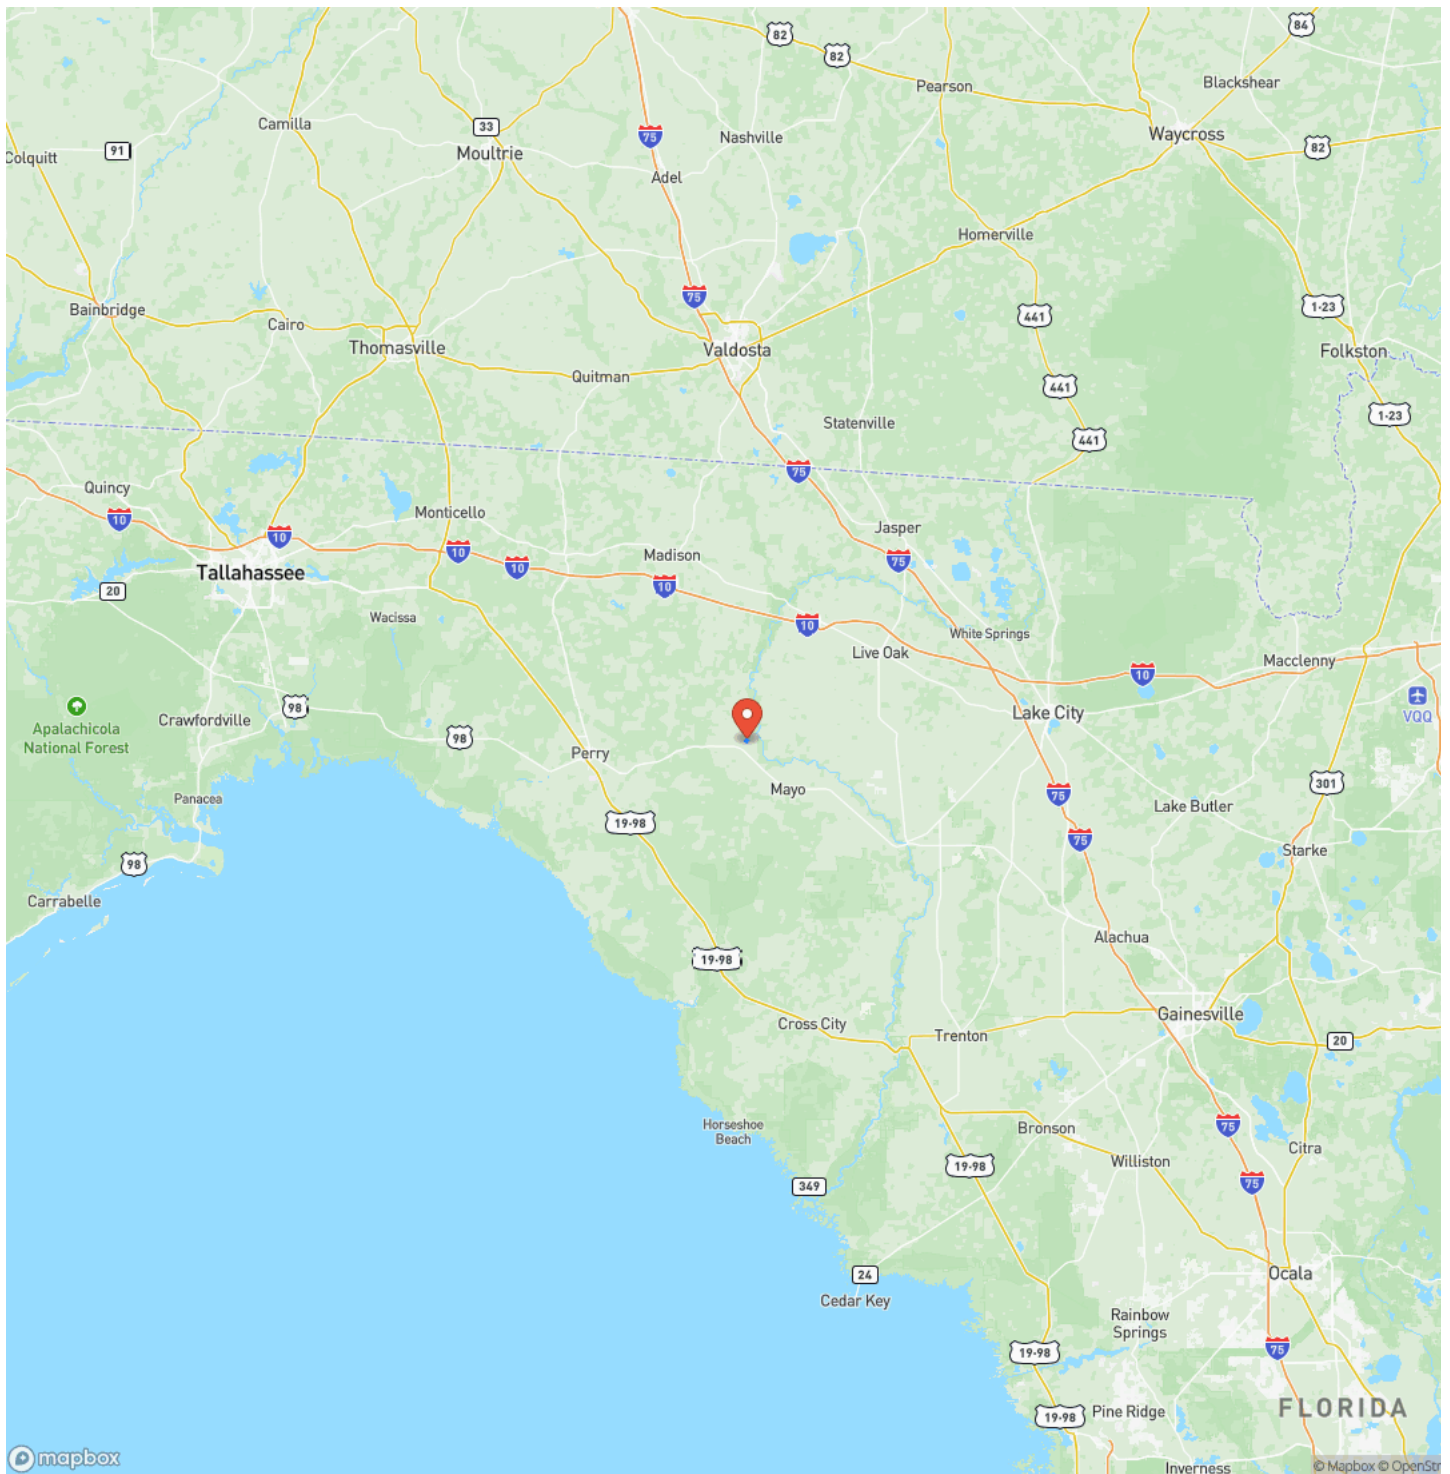 84
82
82
Blackshear
Pearson
Camilla
33
75
Nashville
Waycross
82
91
Colquitt
Moultrie
Adel
Homerville
75
1-23
Bainbridge
441
Cairo
Thomasville
Valdosta
Folkston
Quitman
441
1-23
Statenville
441
75
Quincy
Monticello
10
Jasper
10
10
Madison
75
10
Tallahassee
10
20
Wacissa
10
White Springs
Live Oak
Macclenny
10
98
VQQ
Apalachicola
National Forest
Crawfordville
98
Lake City
Perry
301
Mayo
75
Panacea
Lake Butler
19-98
75
Starke
98
Carrabelle
Alachua
19-98
Gainesville
Cross City
Trenton
20
Horseshoe
Beach
Bronson
75
Citra
Williston
19-98
349
75
24
Ocala
Cedar Key
Rainbow
Springs
19-98
75
FLORIDA
19-98
Pine Ridge
mapbox
Inverness
© Mapbox © OpenStr